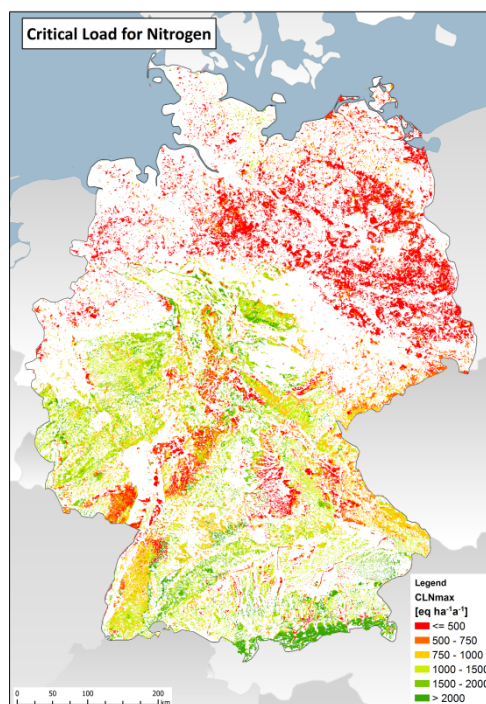 Critical Load for Nitrogen
Legend
CLNmax
[eq ha⁻¹a⁻¹]
<= 500
500 - 750
750 - 1000
1000 - 1500
1500 - 2000
> 2000
0 50 100 200
km